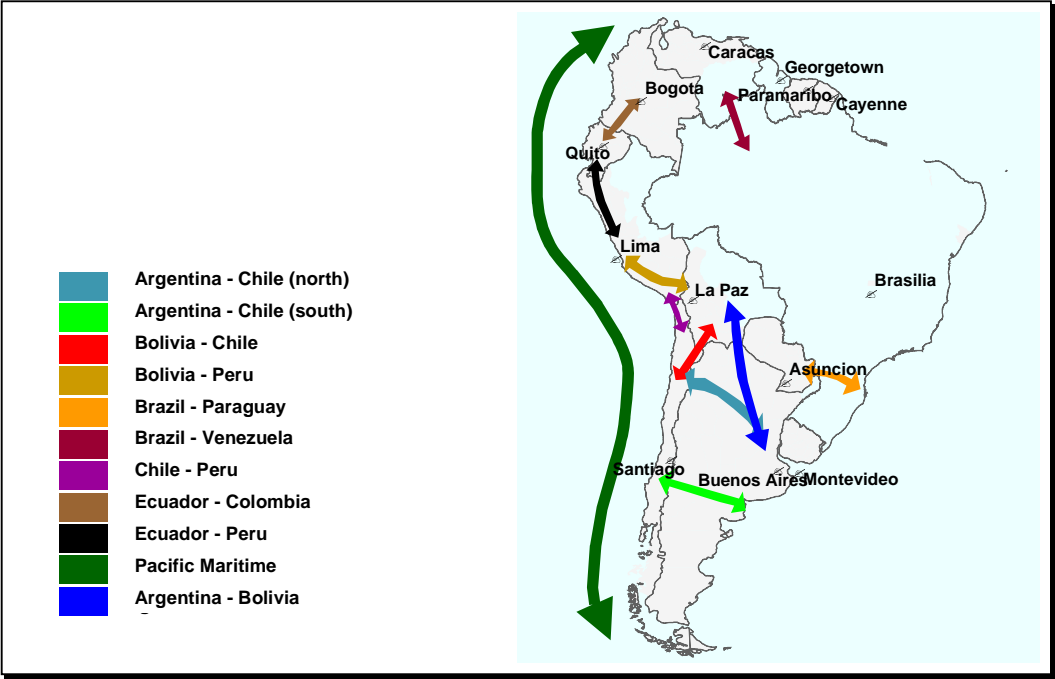 Argentina - Chile (north)
Argentina - Chile (south)
Bolivia - Chile
Bolivia - Peru
Brazil - Paraguay
Brazil - Venezuela
Chile - Peru
Ecuador - Colombia
Ecuador - Peru
Pacific Maritime
Argentina - Bolivia
Caracas
Georgetown
Bogota
Paramaribo
Cayenne
Quito
Lima
La Paz
Brasilia
Asuncion
Santiago
Buenos Aires
Montevideo